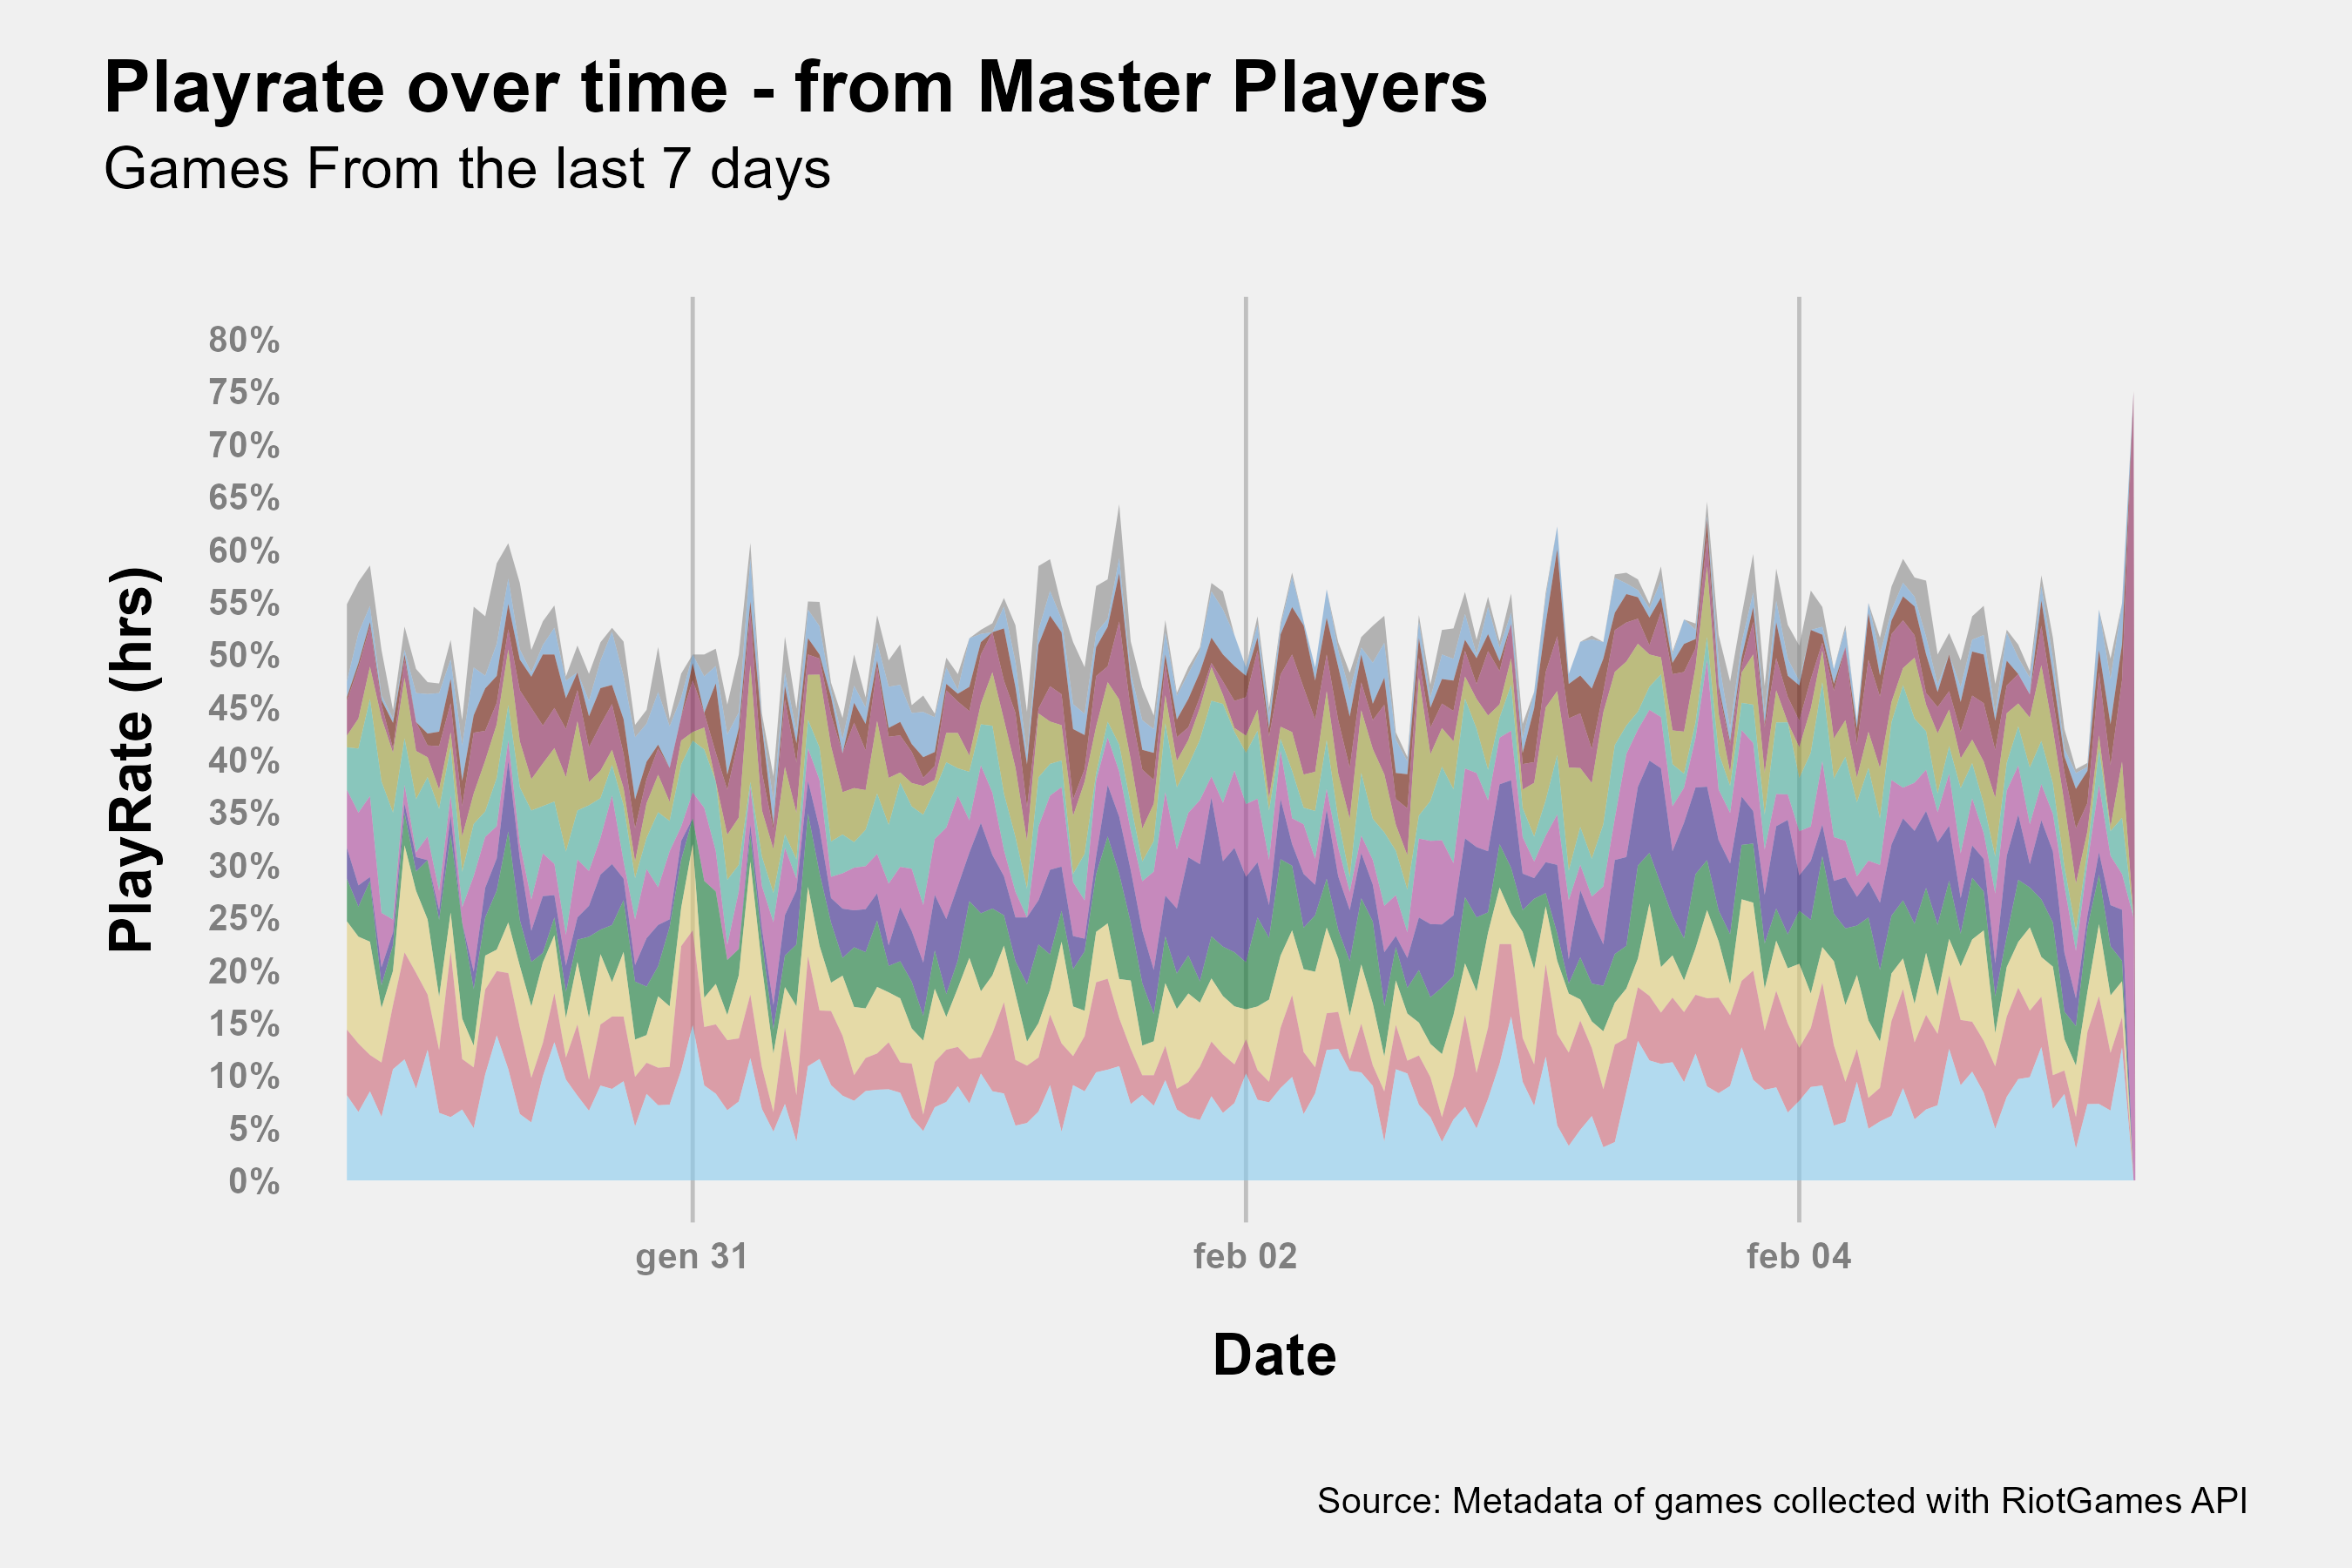 Playrate over time - from Master Players
Games From the last 7 days
80%
75%
70%
65%
60%
55%
50%
45%
40%
35%
30%
25%
20%
15%
10%
5%
0%
PlayRate (hrs)
gen 31
feb 02
feb 04
Date
Source: Metadata of games collected with RiotGames API